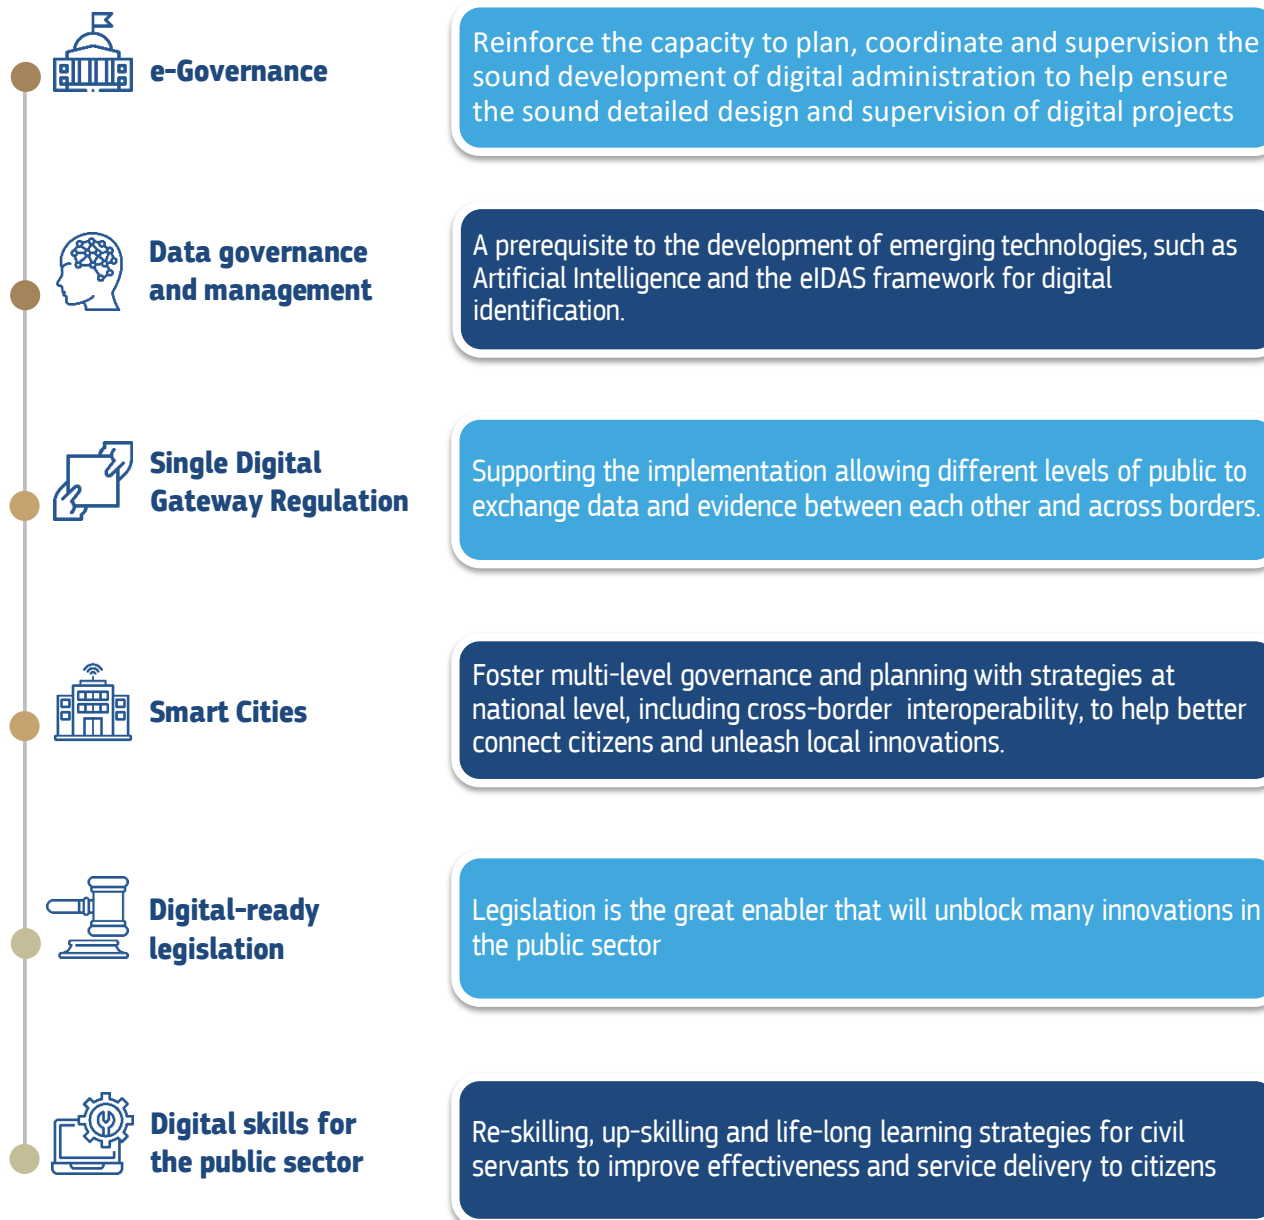 e-Governance
Reinforce the capacity to plan, coordinate and supervision the
sound development of digital administration to help ensure
the sound detailed design and supervision of digital projects
Data governance
and management
A prerequisite to the development of emerging technologies, such as
Artificial Intelligence and the eIDAS framework for digital
identification.
Single Digital
Gateway Regulation
Supporting the implementation allowing different levels of public to
exchange data and evidence between each other and across borders.
Smart Cities
Foster multi-level governance and planning with strategies at
national level, including cross-border interoperability, to help better
connect citizens and unleash local innovations.
Digital-ready
legislation
Legislation is the great enabler that will unblock many innovations in
the public sector
Digital skills for
the public sector
Re-skilling, up-skilling and life-long learning strategies for civil
servants to improve effectiveness and service delivery to citizens